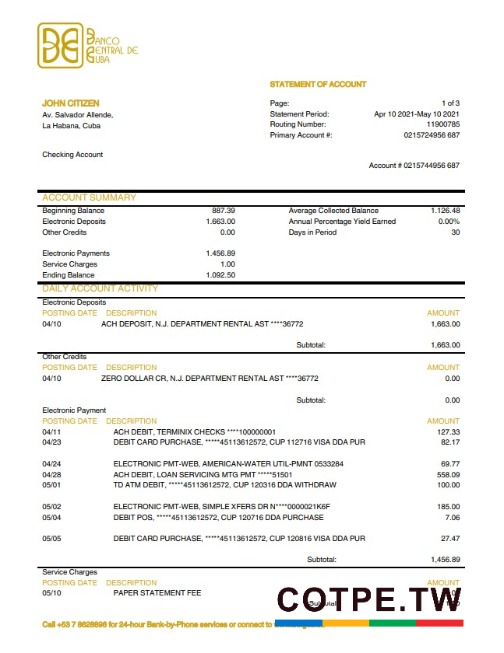 BANCO
CENTRAL DE
CUBA
STATEMENT OF ACCOUNT
JOHN CITIZEN
Av. Salvador Allende,
La Habana, Cuba
Page: 1 of 3
Statement Period: Apr 10 2021-May 10 2021
Routing Number: 11900785
Primary Account #: 0215724956 687
Checking Account
Account # 0215744956 687
ACCOUNT SUMMARY
Beginning Balance 887.39 Average Collected Balance 1.126.48
Electronic Deposits 1.663.00 Annual Percentage Yield Earned 0.00%
Other Credits 0.00 Days in Period 30
Electronic Payments 1.456.89
Service Charges 1.00
Ending Balance 1.092.50
DAILY ACCOUNT ACTIVITY
Electronic Deposits
POSTING DATE DESCRIPTION AMOUNT
04/10 ACH DEPOSIT, N.J. DEPARTMENT RENTAL AST ****36772 1,663.00
Subtotal: 1,663.00
Other Credits
POSTING DATE DESCRIPTION AMOUNT
04/10 ZERO DOLLAR CR, N.J. DEPARTMENT RENTAL AST ****36772 0.00
Subtotal: 0.00
Electronic Payment
POSTING DATE DESCRIPTION AMOUNT
04/11 ACH DEBIT, TERMINIX CHECKS ****100000001 127.33
04/23 DEBIT CARD PURCHASE, *****45113612572, CUP 112716 VISA DDA PUR 82.17
04/24 ELECTRONIC PMT-WEB, AMERICAN-WATER UTIL-PMNT 0533284 69.77
04/28 ACH DEBIT, LOAN SERVICING MTG PMT *****51501 558.09
05/01 TD ATM DEBIT, *****45113612572, CUP 120316 DDA WITHDRAW 100.00
05/02 ELECTRONIC PMT-WEB, SIMPLE XFERS DR N****0000021K6F 185.00
05/04 DEBIT POS, *****45113612572, CUP 120716 DDA PURCHASE 7.06
05/05 DEBIT CARD PURCHASE, *****45113612572, CUP 120816 VISA DDA PUR 27.47
Subtotal: 1,456.89
Service Charges
POSTING DATE DESCRIPTION AMOUNT
05/10 PAPER STATEMENT FEE
COTPE.TW
Call +53 7 8628896 for 24-hour Bank-by-Phone services or connect to